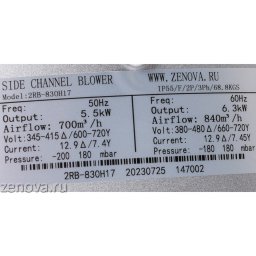 SIDE CHANNEL BLOWER WWW.ZENOVA.RU
Model:2RB-830H17 IP55/F/2P/3Ph/68.8KGS
Freq: 50Hz Freq: 60Hz
Output: 5.5kW Output: 6.3kW
Airflow: 700m³/h Airflow: 840m³/h
Volt:345-415Δ/600-720Y Volt:380-480Δ/660-720Y
Current: 12.9Δ/7.4Y Current: 12.9Δ/7.45Y
Pressure: -200 180 mbar Pressure: -180 180 mbar
2RB-830H17 20230725 147002
zenova.ru